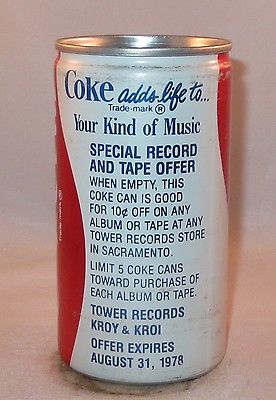 Coke adds life to...
Trade-mark ®
Your Kind of Music
SPECIAL RECORD
AND TAPE OFFER
WHEN EMPTY, THIS
COKE CAN IS GOOD
FOR 10¢ OFF ON ANY
ALBUM OR TAPE AT ANY
TOWER RECORDS STORE
IN SACRAMENTO.
LIMIT 5 COKE CANS
TOWARD PURCHASE OF
EACH ALBUM OR TAPE.
TOWER RECORDS
KROY & KROI
OFFER EXPIRES
AUGUST 31, 1978
Trade-mark ®